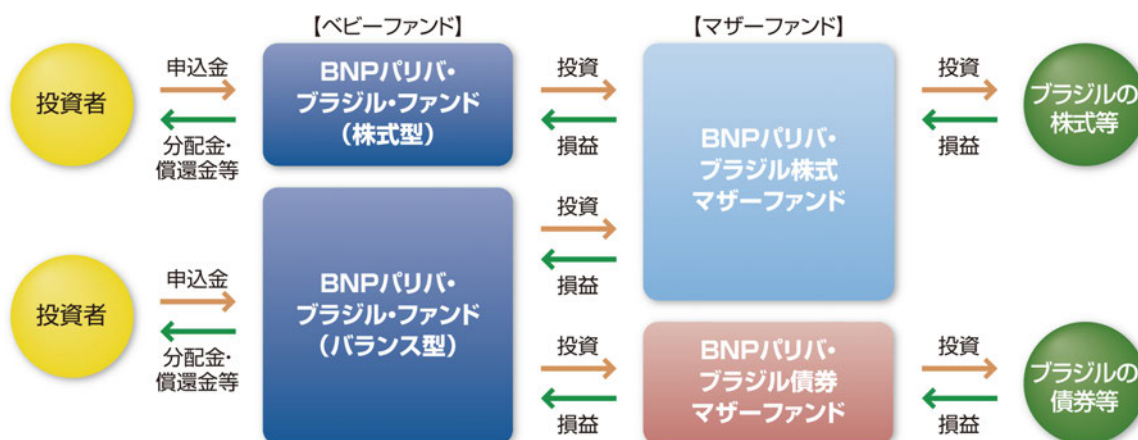 【ベビーファンド】
【マザーファンド】
投資者
申込金
分配金・
償還金等
BNPパリバ・
ブラジル・ファンド
（株式型）
投資
損益
BNPパリバ・
ブラジル株式
マザーファンド
投資
損益
ブラジルの
株式等
投資
損益
投資者
申込金
分配金・
償還金等
BNPパリバ・
ブラジル・ファンド
（バランス型）
投資
損益
BNPパリバ・
ブラジル債券
マザーファンド
投資
損益
ブラジルの
債券等